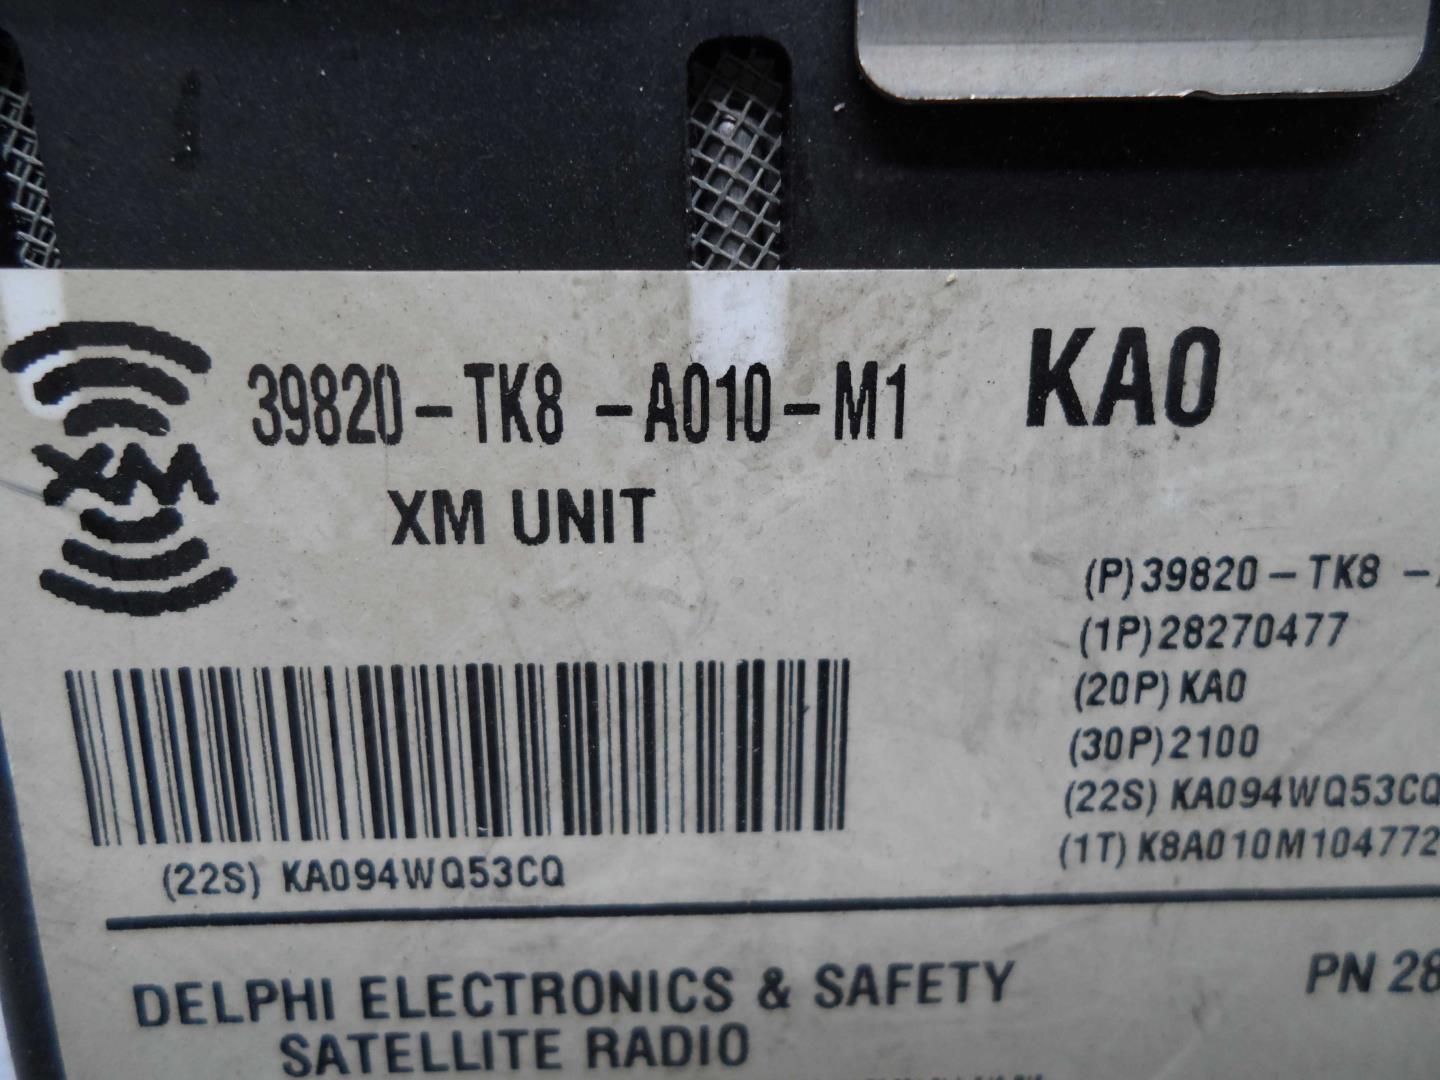 39820-TK8 -A010-M1 KA0
XM
XM UNIT
(P)39820-TK8 -
(1P)28270477
(20P)KA0
(30P)2100
(22S) KA094WQ53CQ
(1T) K8A010M104772
(22S) KA094WQ53CQ
DELPHI ELECTRONICS & SAFETY
PN 28
SATELLITE RADIO